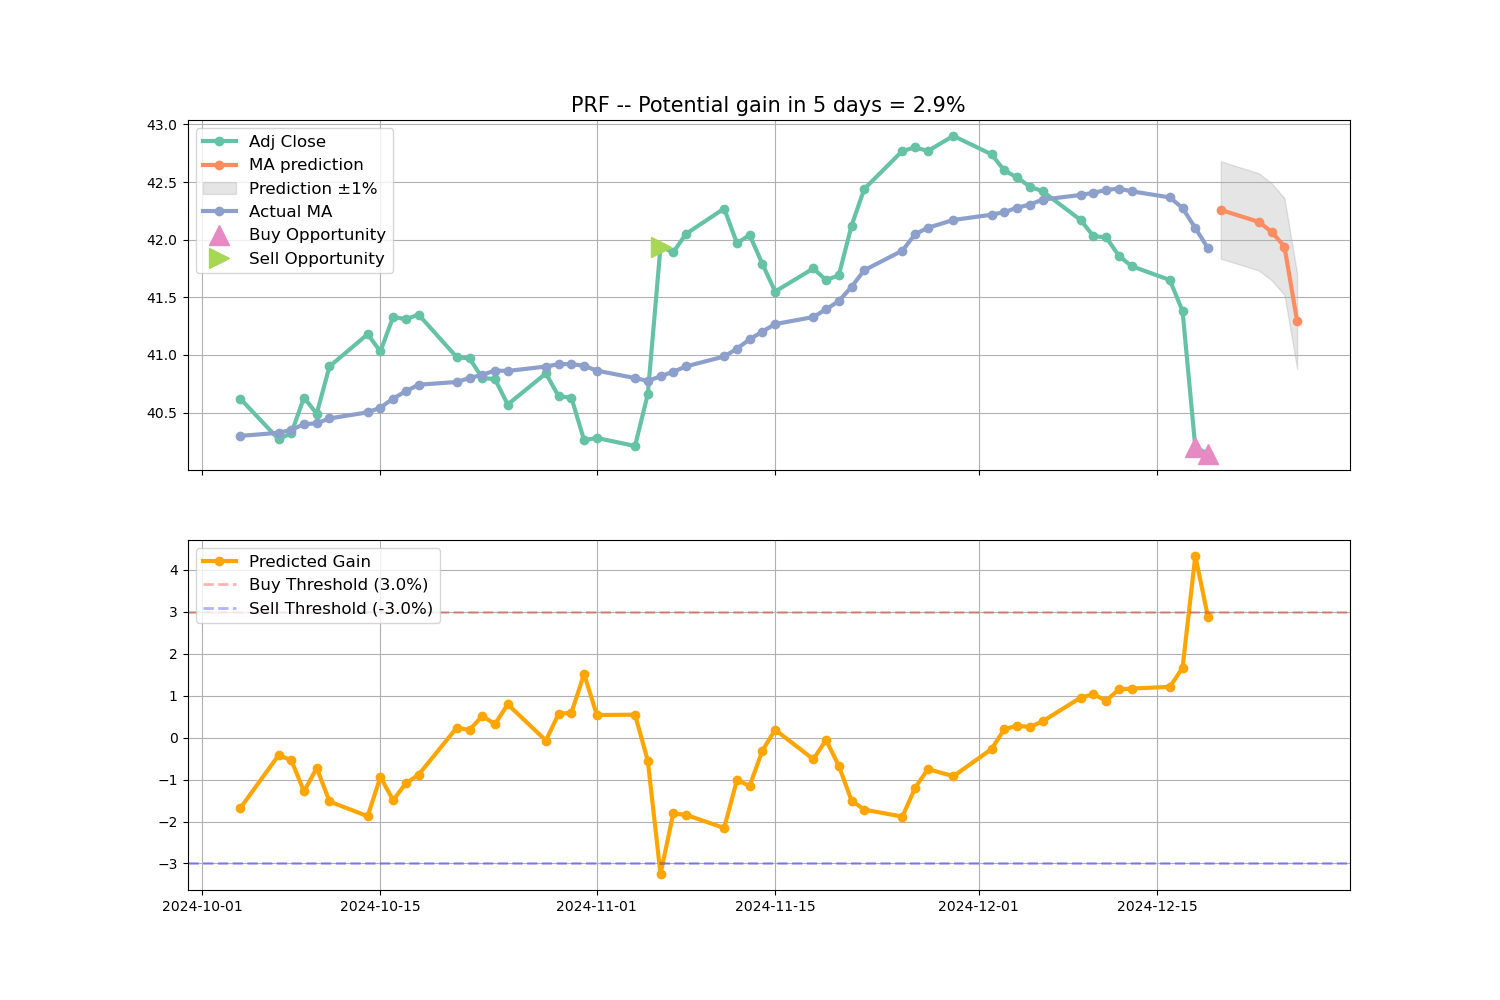 PRF -- Potential gain in 5 days = 2.9%
43.0
42.5
42.0
41.5
41.0
40.5
Adj Close
MA prediction
Prediction ±1%
Actual MA
Buy Opportunity
Sell Opportunity
4
3
2
1
0
−1
−2
−3
Predicted Gain
Buy Threshold (3.0%)
Sell Threshold (-3.0%)
2024-10-01
2024-10-15
2024-11-01
2024-11-15
2024-12-01
2024-12-15